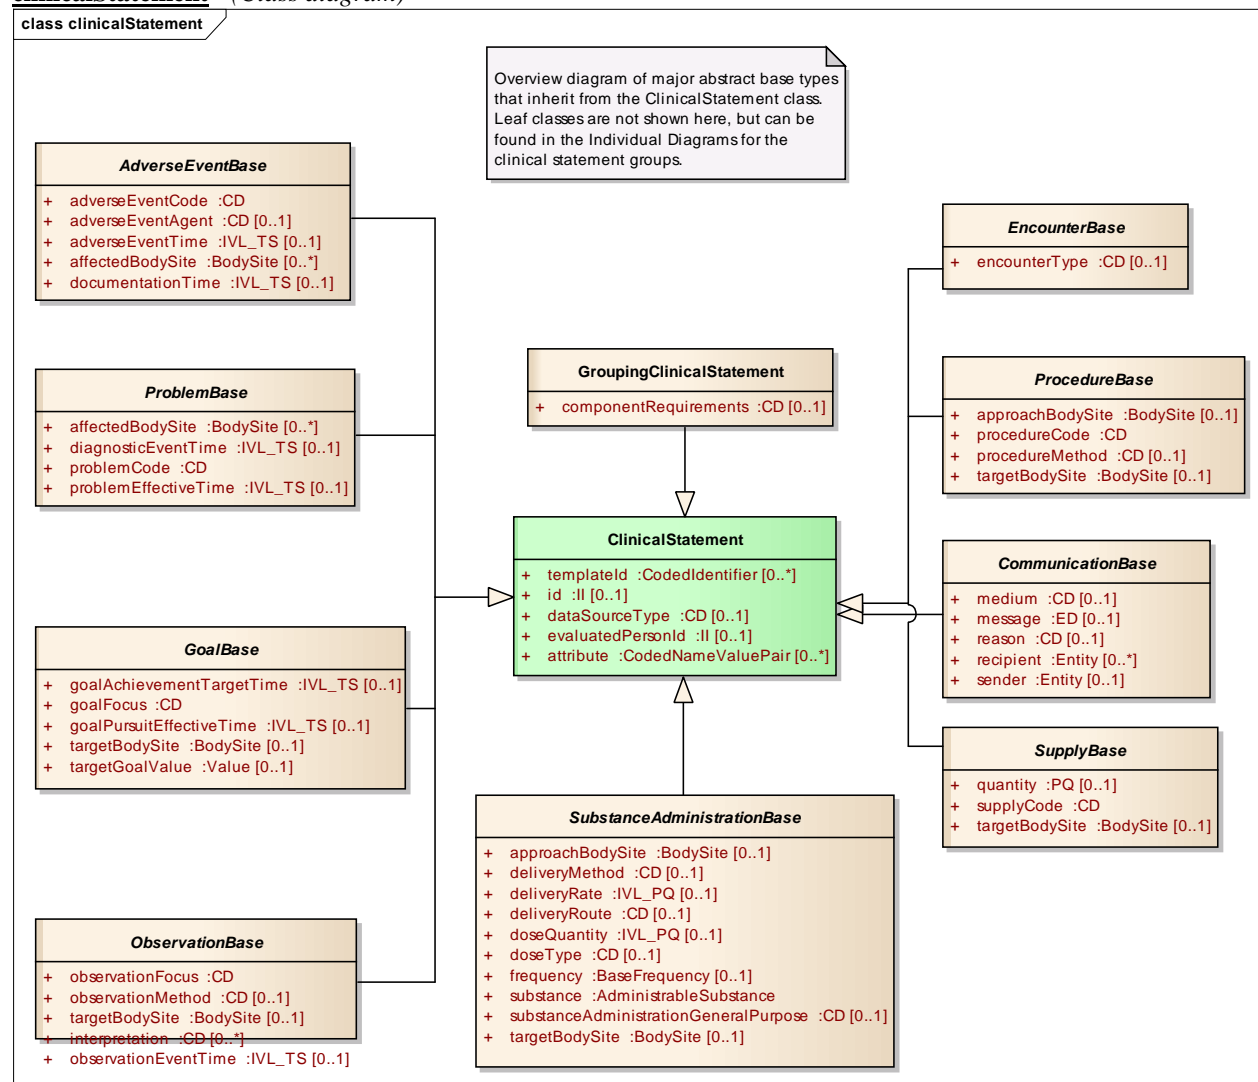 clinicalStatement (Class diagram)
class clinicalStatement
Overview diagram of major abstract base types
that inherit from the ClinicalStatement class.
Leaf classes are not shown here, but can be
found in the Individual Diagrams for the
clinical statement groups.
AdverseEventBase
+ adverseEventCode :CD
+ adverseEventAgent :CD [0..1]
+ adverseEventTime :IVL_TS [0..1]
+ affectedBodySite :BodySite [0..*]
+ documentationTime :IVL_TS [0..1]
EncounterBase
+ encounterType :CD [0..1]
GroupingClinicalStatement
+ componentRequirements :CD [0..1]
ProblemBase
+ affectedBodySite :BodySite [0..*]
+ diagnosticEventTime :IVL_TS [0..1]
+ problemCode :CD
+ problemEffectiveTime :IVL_TS [0..1]
ProcedureBase
+ approachBodySite :BodySite [0..1]
+ procedureCode :CD
+ procedureMethod :CD [0..1]
+ targetBodySite :BodySite [0..1]
ClinicalStatement
+ templateId :CodedIdentifier [0..*]
+ id :II [0..1]
+ dataSourceType :CD [0..1]
+ evaluatedPersonId :II [0..1]
+ attribute :CodedNameValuePair [0..*]
CommunicationBase
+ medium :CD [0..1]
+ message :ED [0..1]
+ reason :CD [0..1]
+ recipient :Entity [0..*]
+ sender :Entity [0..1]
GoalBase
+ goalAchievementTargetTime :IVL_TS [0..1]
+ goalFocus :CD
+ goalPursuitEffectiveTime :IVL_TS [0..1]
+ targetBodySite :BodySite [0..1]
+ targetGoalValue :Value [0..1]
SupplyBase
+ quantity :PQ [0..1]
+ supplyCode :CD
+ targetBodySite :BodySite [0..1]
SubstanceAdministrationBase
+ approachBodySite :BodySite [0..1]
+ deliveryMethod :CD [0..1]
+ deliveryRate :IVL_PQ [0..1]
+ deliveryRoute :CD [0..1]
+ doseQuantity :IVL_PQ [0..1]
+ doseType :CD [0..1]
+ frequency :BaseFrequency [0..1]
+ substance :AdministrableSubstance
+ substanceAdministrationGeneralPurpose :CD [0..1]
+ targetBodySite :BodySite [0..1]
ObservationBase
+ observationFocus :CD
+ observationMethod :CD [0..1]
+ targetBodySite :BodySite [0..1]
+ interpretation :CD [0..*]
+ observationEventTime :IVL_TS [0..1]